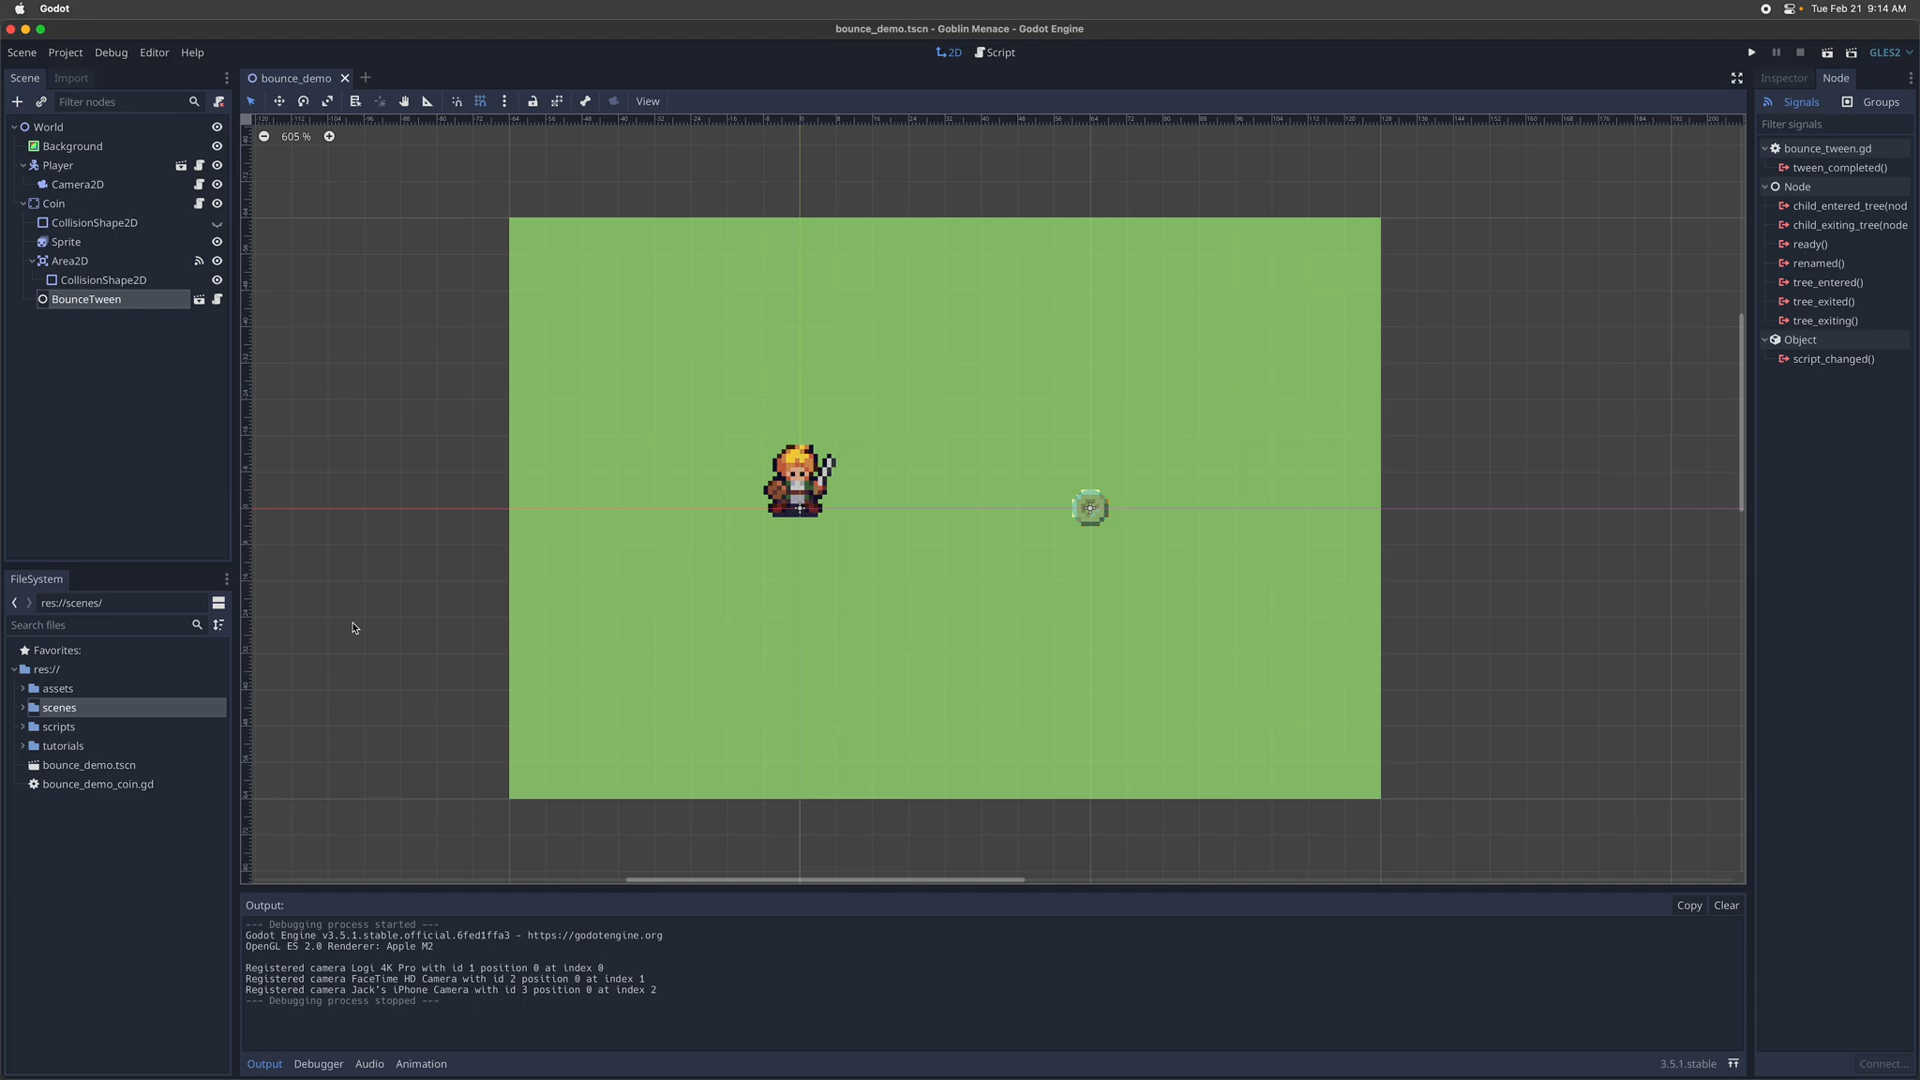 Godot
Tue Feb 21 9:14 AM
bounce_demo.tscn - Goblin Menace - Godot Engine
Scene Project Debug Editor Help
2D Script
GLES2
Scene Import
bounce_demo
Inspector Node
Filter nodes
View
Signals Groups
605 %
Filter signals
World
Background
Player
Camera2D
Coin
CollisionShape2D
Sprite
Area2D
CollisionShape2D
BounceTween
bounce_tween.gd
tween_completed()
Node
child_entered_tree(nod
child_exiting_tree(node
ready()
renamed()
tree_entered()
tree_exited()
tree_exiting()
Object
script_changed()
FileSystem
res://scenes/
Search files
Favorites:
res://
assets
scenes
scripts
tutorials
bounce_demo.tscn
bounce_demo_coin.gd
Output:
Copy Clear
--- Debugging process started ---
Godot Engine v3.5.1.stable.official.6fed1ffa3 - https://godotengine.org
OpenGL ES 2.0 Renderer: Apple M2
Registered camera Logi 4K Pro with id 1 position 0 at index 0
Registered camera FaceTime HD Camera with id 2 position 0 at index 1
Registered camera Jack's iPhone Camera with id 3 position 0 at index 2
--- Debugging process stopped ---
Output Debugger Audio Animation
3.5.1.stable
Connect...